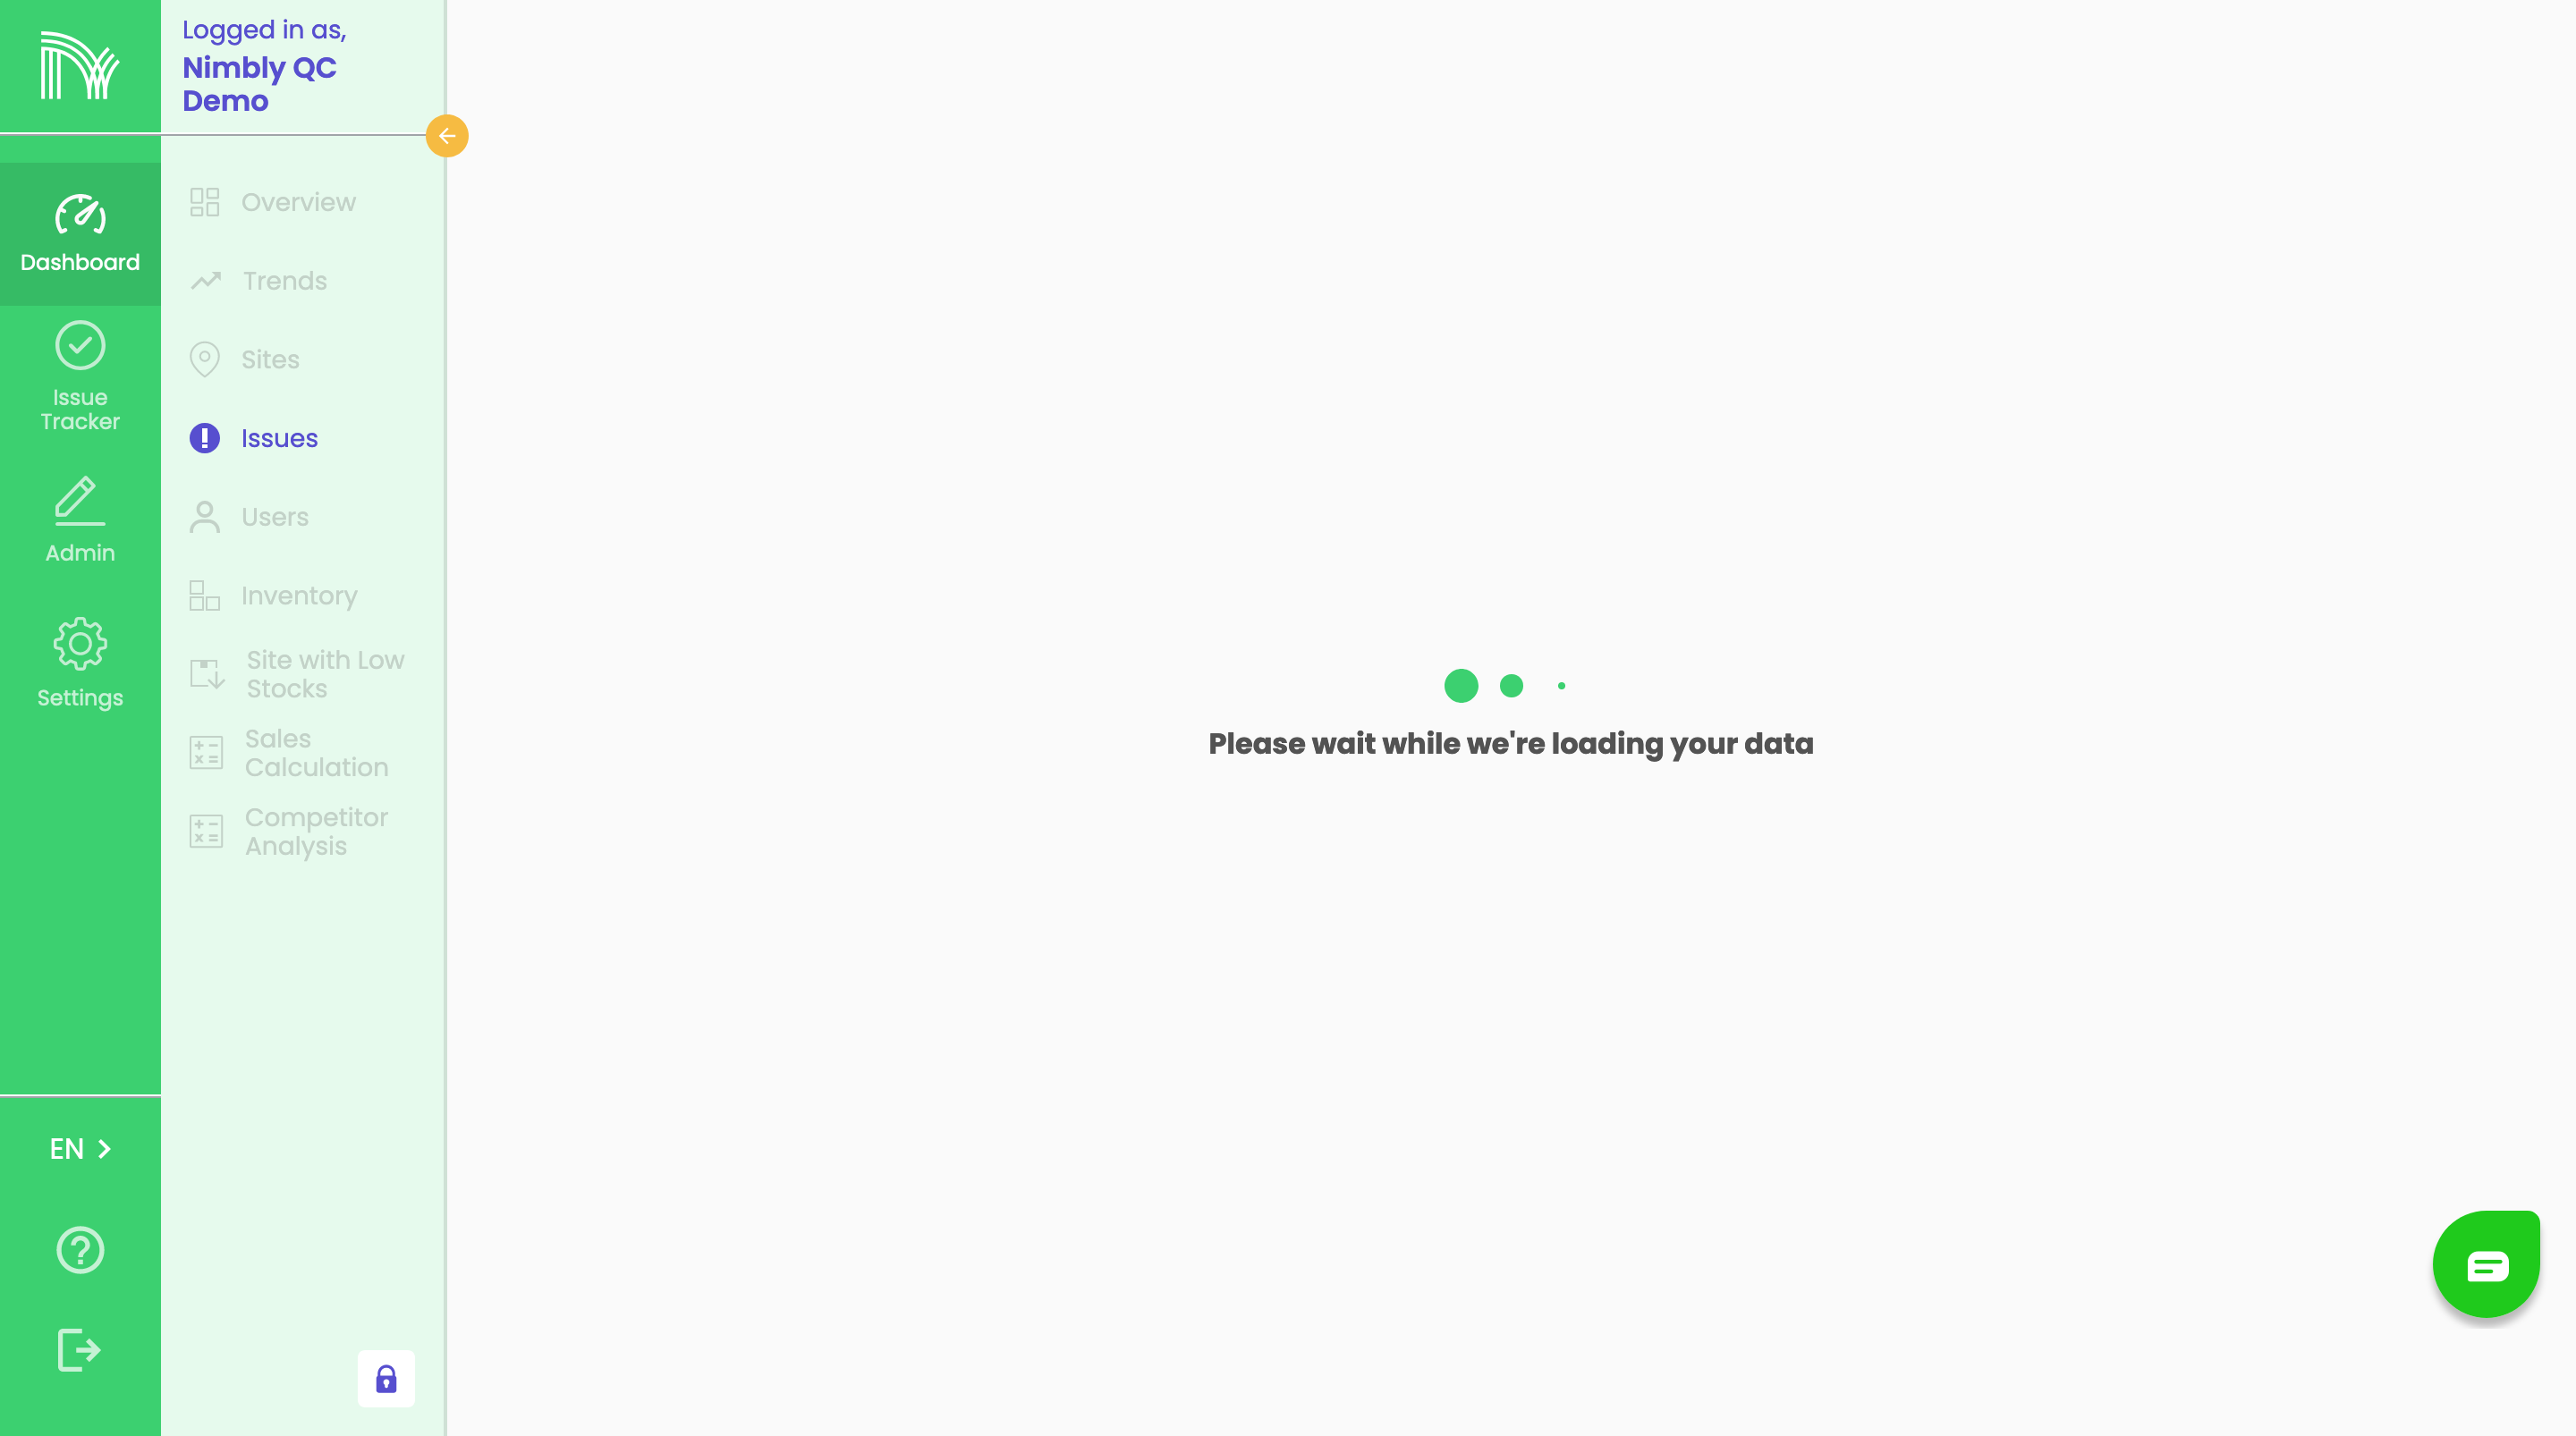 Logged in as,
Nimbly QC
Demo
Dashboard
Issue
Tracker
Admin
Settings
EN
Overview
Trends
Sites
Issues
Users
Inventory
Site with Low
Stocks
Sales
Calculation
Competitor
Analysis
Please wait while we're loading your data